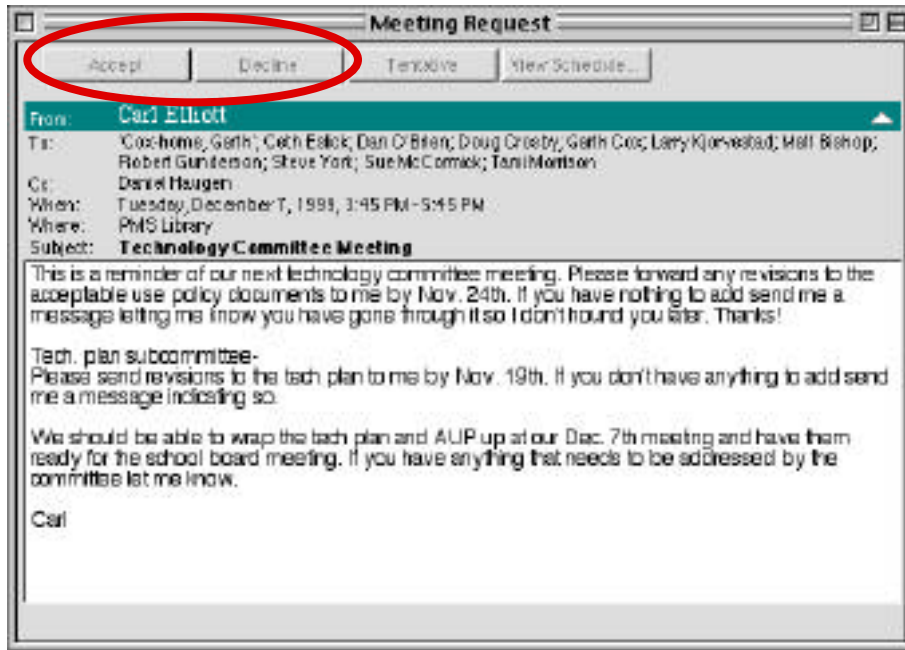 Meeting Request
Accept Decline Tentative View Schedule...
From: Carl Elliott
To: 'Cox-home, Garth'; Ceth Eslick; Dan O'Brien; Doug Crosby; Garth Cox; Larry Kjorvestad; Matt Bishop;
Robert Gunderson; Steve York; Sue McCormick; Tami Morrison
Cc: Daniel Haugen
When: Tuesday, December 7, 1999, 3:45 PM-5:45 PM
Where: PMS Library
Subject: Technology Committee Meeting
This is a reminder of our next technology committee meeting. Please forward any revisions to the
acceptable use policy documents to me by Nov. 24th. If you have nothing to add send me a
message letting me know you have gone through it so I don't hound you later. Thanks!
Tech. plan subcommittee-
Please send revisions to the tech plan to me by Nov. 19th. If you don't have anything to add send
me a message indicating so.
We should be able to wrap the tech plan and AUP up at our Dec. 7th meeting and have them
ready for the school board meeting. If you have anything that needs to be addressed by the
committee let me know.
Carl